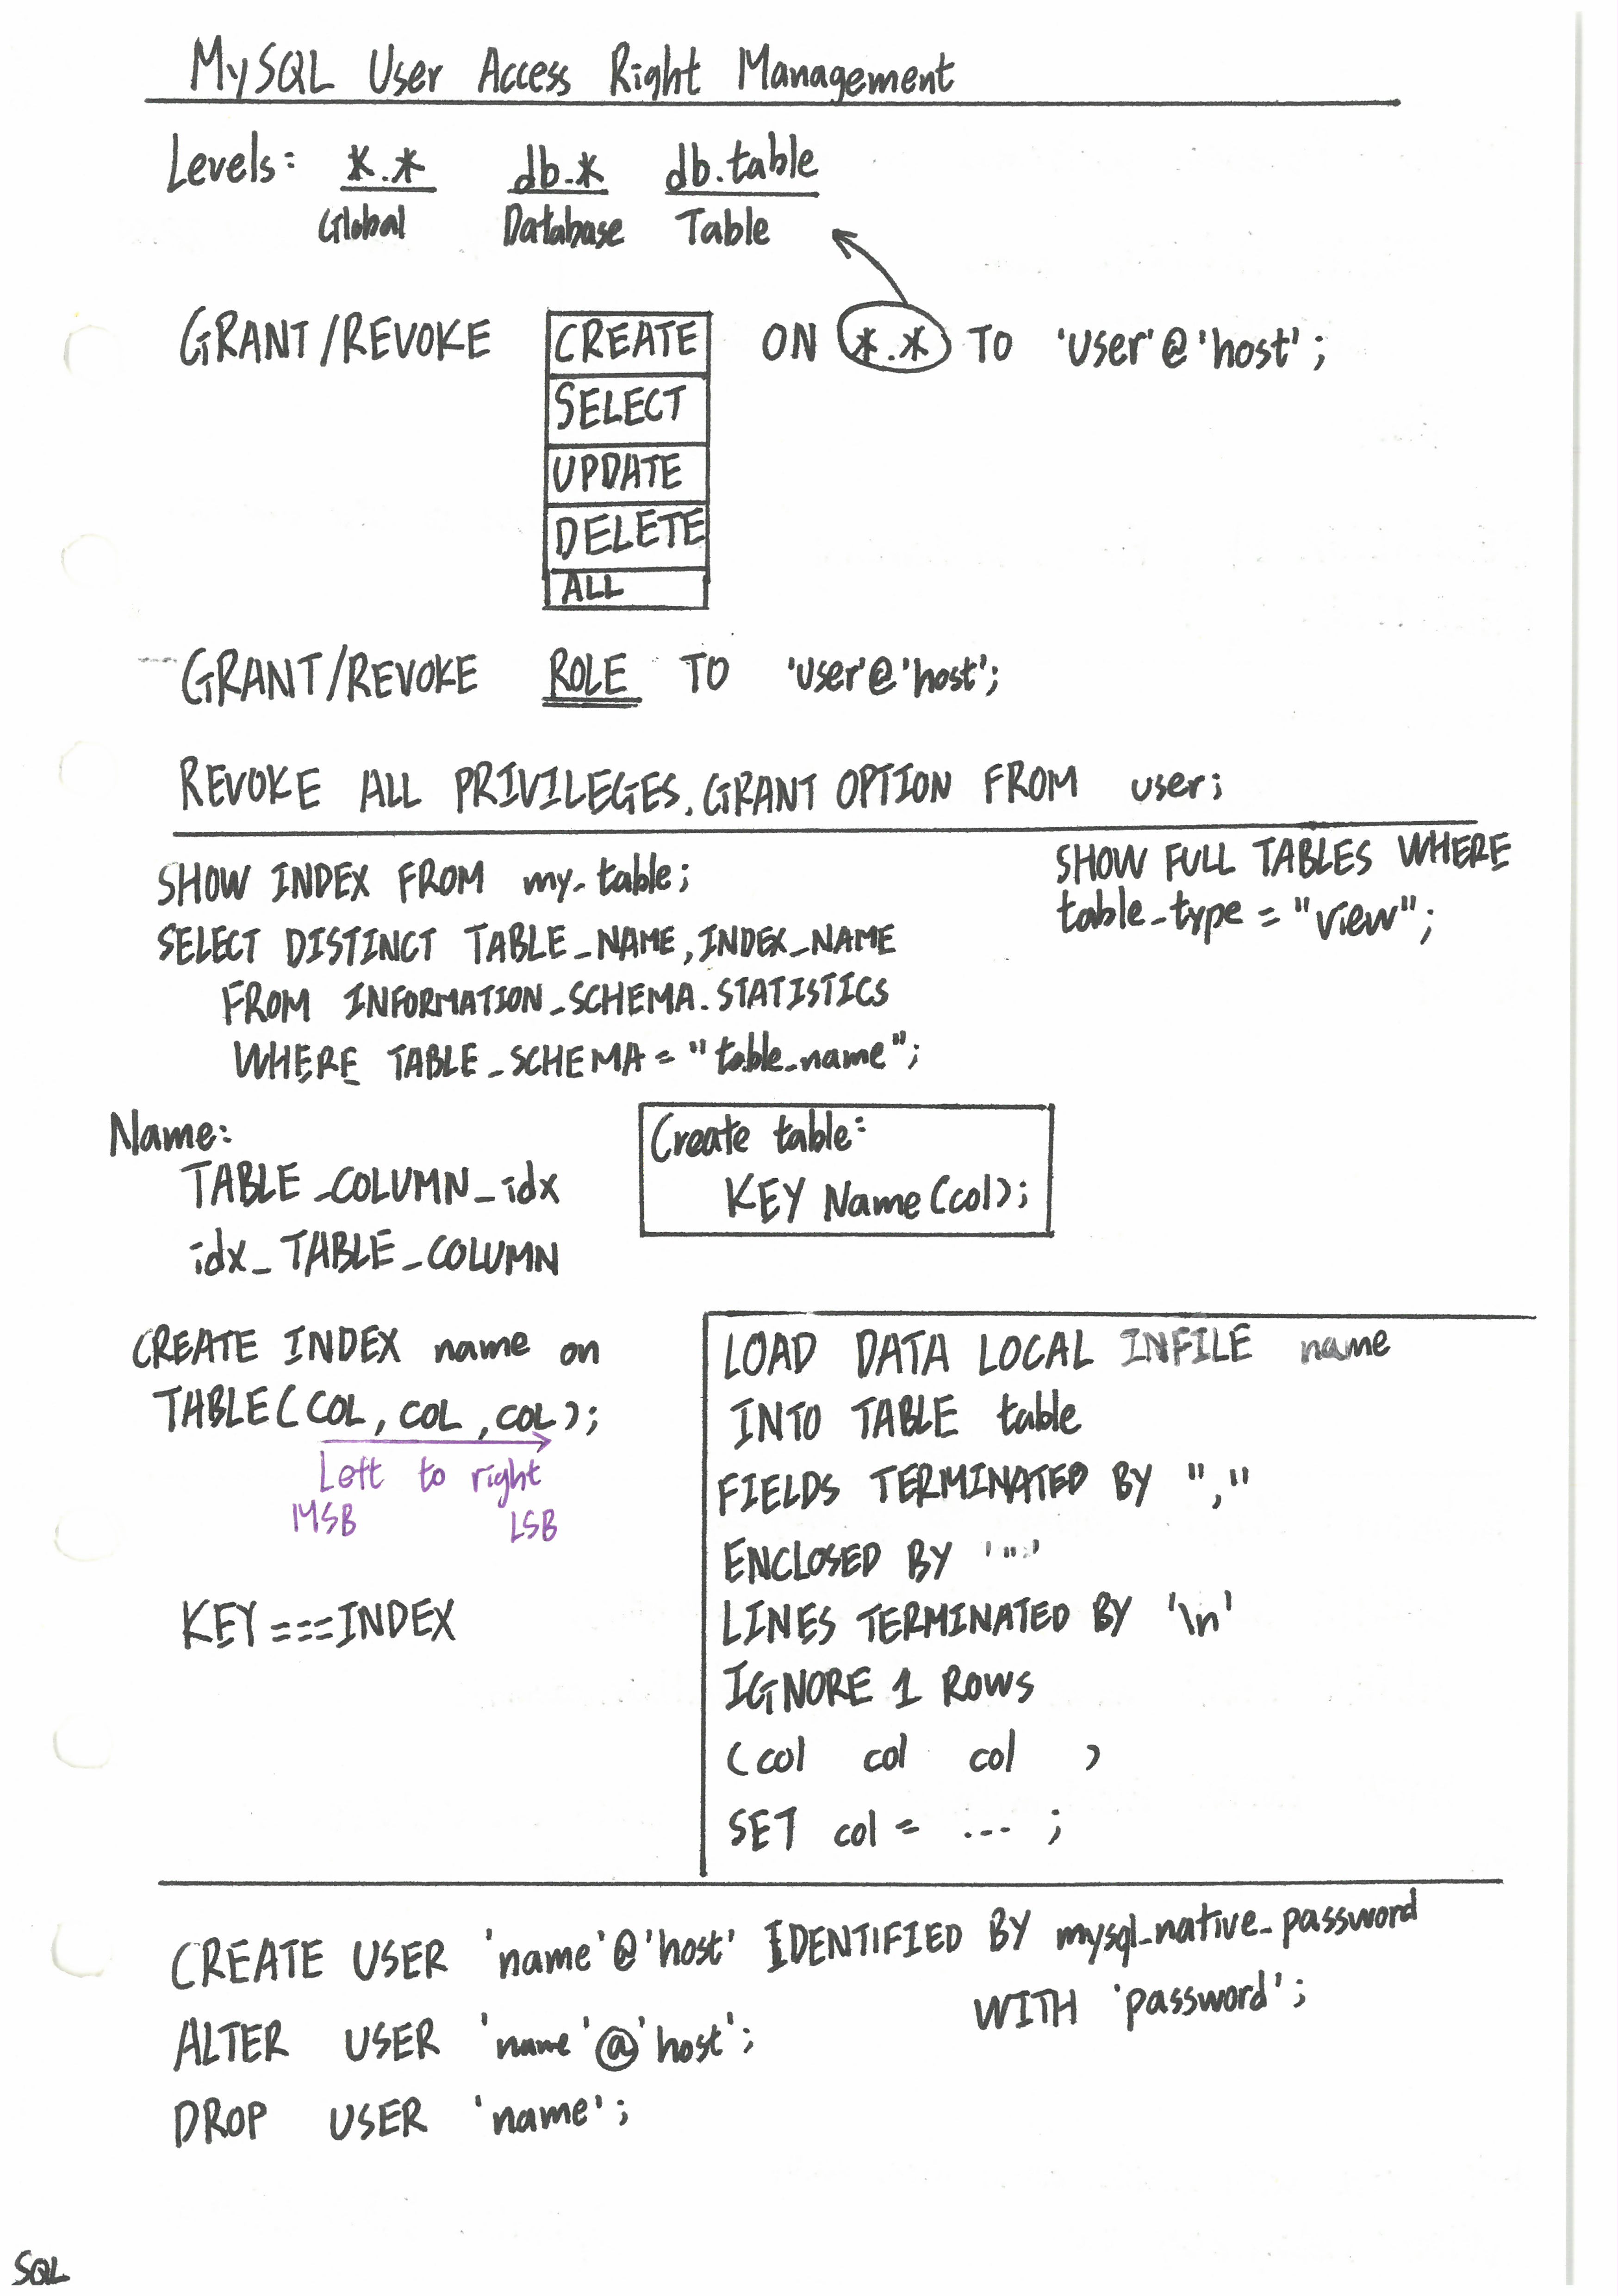 MySQL User Access Right Management
Levels: *.* db.* db.table
Global Database Table
GRANT/REVOKE CREATE ON *.* TO 'user'@'host';
SELECT
UPDATE
DELETE
ALL
GRANT/REVOKE ROLE TO 'user'@'host';
REVOKE ALL PRIVILEGES, GRANT OPTION FROM user;
SHOW INDEX FROM my_table;
SELECT DISTINCT TABLE_NAME, INDEX_NAME
FROM INFORMATION_SCHEMA.STATISTICS
WHERE TABLE_SCHEMA = "table_name";
SHOW FULL TABLES WHERE
table_type = "view";
Name:
TABLE_COLUMN_idx
idx_TABLE_COLUMN
Create table:
KEY Name (col);
CREATE INDEX name on
TABLE (COL, COL, COL);
Left to right
MSB LSB
KEY === INDEX
LOAD DATA LOCAL INFILE name
INTO TABLE table
FIELDS TERMINATED BY ","
ENCLOSED BY '"'
LINES TERMINATED BY '\n'
IGNORE 1 ROWS
(col col col )
SET col = ... ;
CREATE USER 'name'@'host' IDENTIFIED BY mysql_native_password
WITH 'password';
ALTER USER 'name'@'host';
DROP USER 'name';
SQL